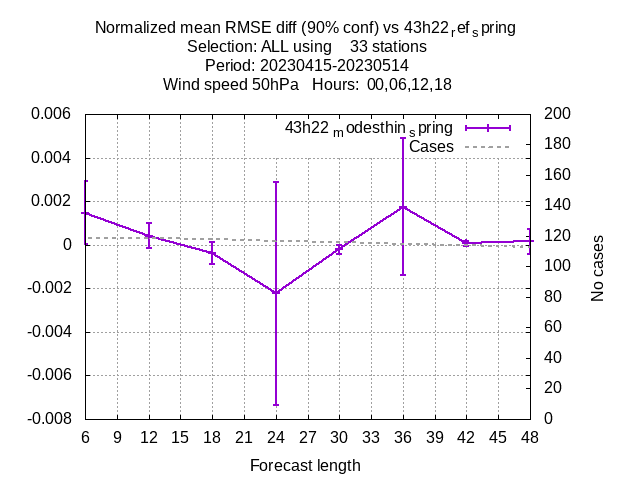 Normalized mean RMSE diff (90% conf) vs 43h22ᵣefₛpring
Selection: ALL using 33 stations
Period: 20230415-20230514
Wind speed 50hPa Hours: 00,06,12,18
43h22ₘodesthinₛpring
Cases
0.006
0.004
0.002
0
-0.002
-0.004
-0.006
-0.008
200
180
160
140
120
100
80
60
40
20
0
No cases
6 9 12 15 18 21 24 27 30 33 36 39 42 45 48
Forecast length